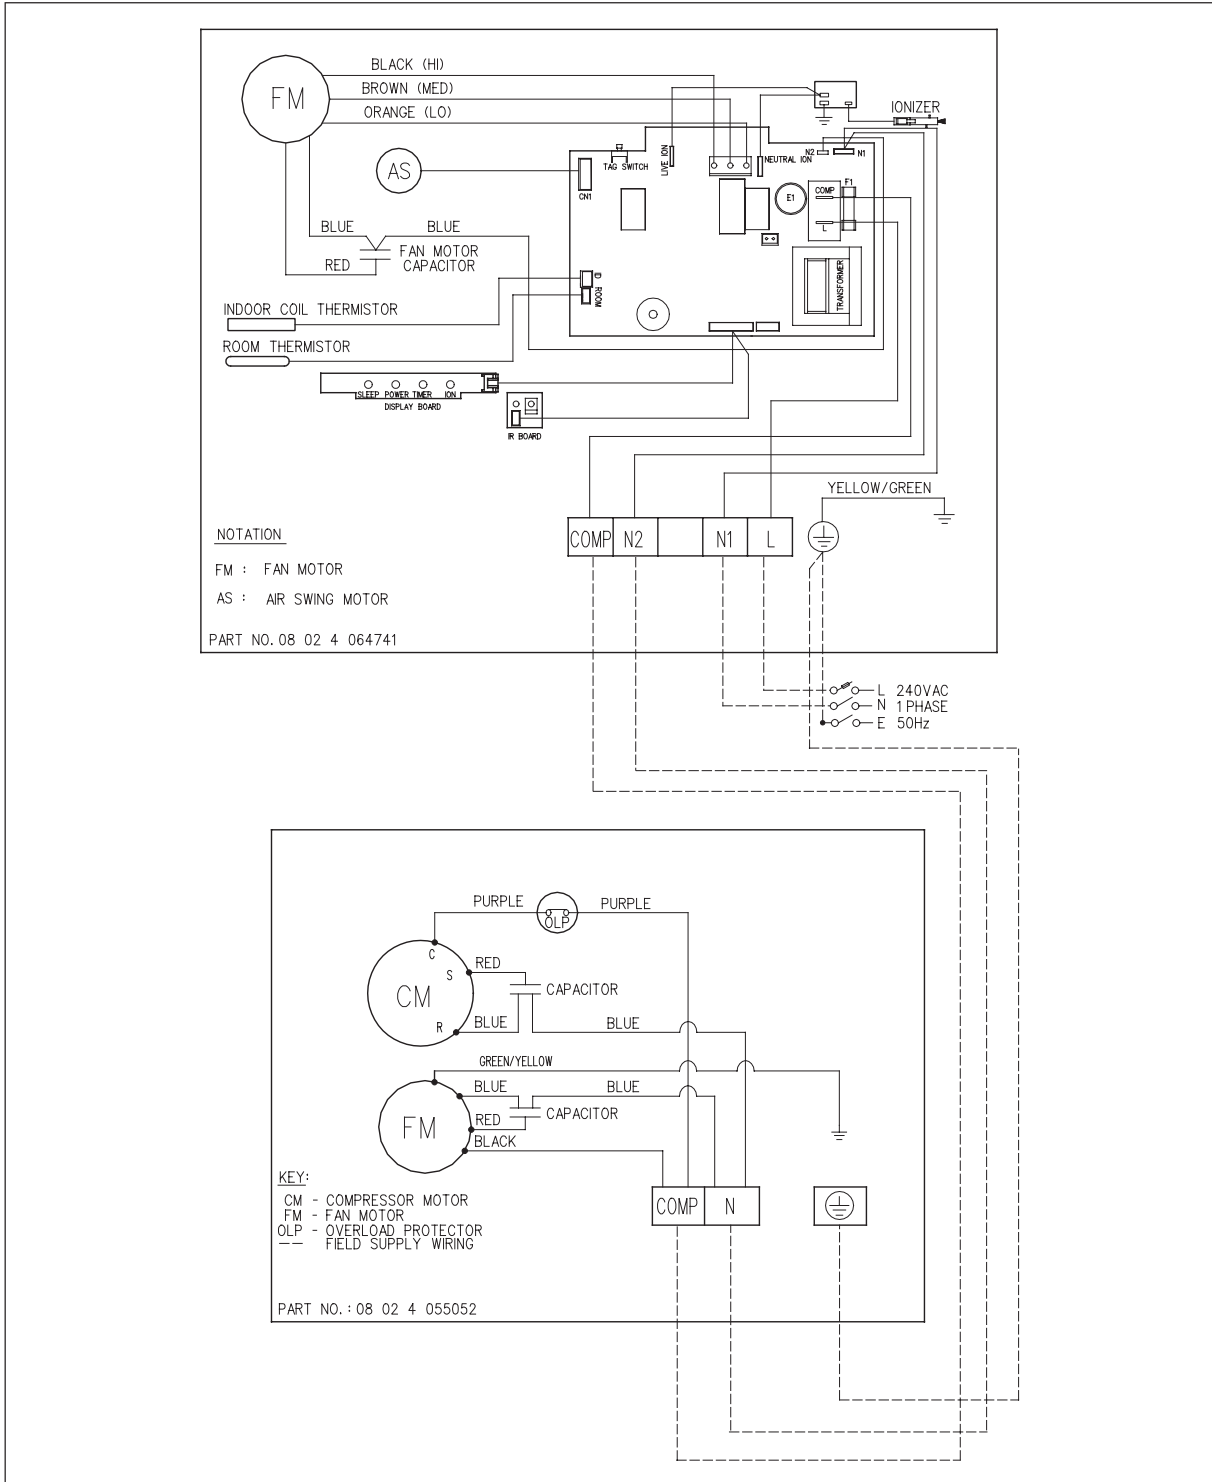 BLACK (HI)
BROWN (MED)
ORANGE (LO)
FM
AS
IONIZER
LIVE ION
NEUTRAL ION
N2
N1
TAG SWITCH
CN1
E1
COMP
F1
L
TRANSFORMER
BLUE
BLUE
RED
FAN MOTOR
CAPACITOR
ID
ROOM
INDOOR COIL THERMISTOR
ROOM THERMISTOR
SLEEP POWER TIMER ION
DISPLAY BOARD
IR BOARD
YELLOW/GREEN
COMP N2 N1 L
NOTATION
FM : FAN MOTOR
AS : AIR SWING MOTOR
PART NO. 08 02 4 064741
L 240VAC
N 1 PHASE
E 50Hz
PURPLE
PURPLE
OLP
C
S
R
CM
RED
CAPACITOR
BLUE
BLUE
GREEN/YELLOW
BLUE
BLUE
CAPACITOR
RED
BLACK
FM
KEY:
CM - COMPRESSOR MOTOR
FM - FAN MOTOR
OLP - OVERLOAD PROTECTOR
-- FIELD SUPPLY WIRING
COMP N
PART NO. : 08 02 4 055052